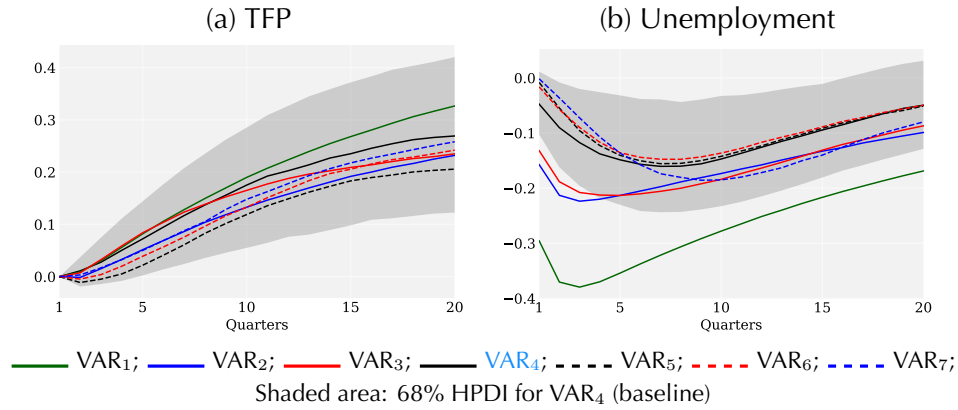 (a) TFP
0.4
0.3
0.2
0.1
0.0
1 5 10 15 20
Quarters
(b) Unemployment
0.0
−0.1
−0.2
−0.3
−0.4
1 5 10 15 20
Quarters
VAR₁; VAR₂; VAR₃; VAR₄; VAR₅; VAR₆; VAR₇;
Shaded area: 68% HPDI for VAR₄ (baseline)